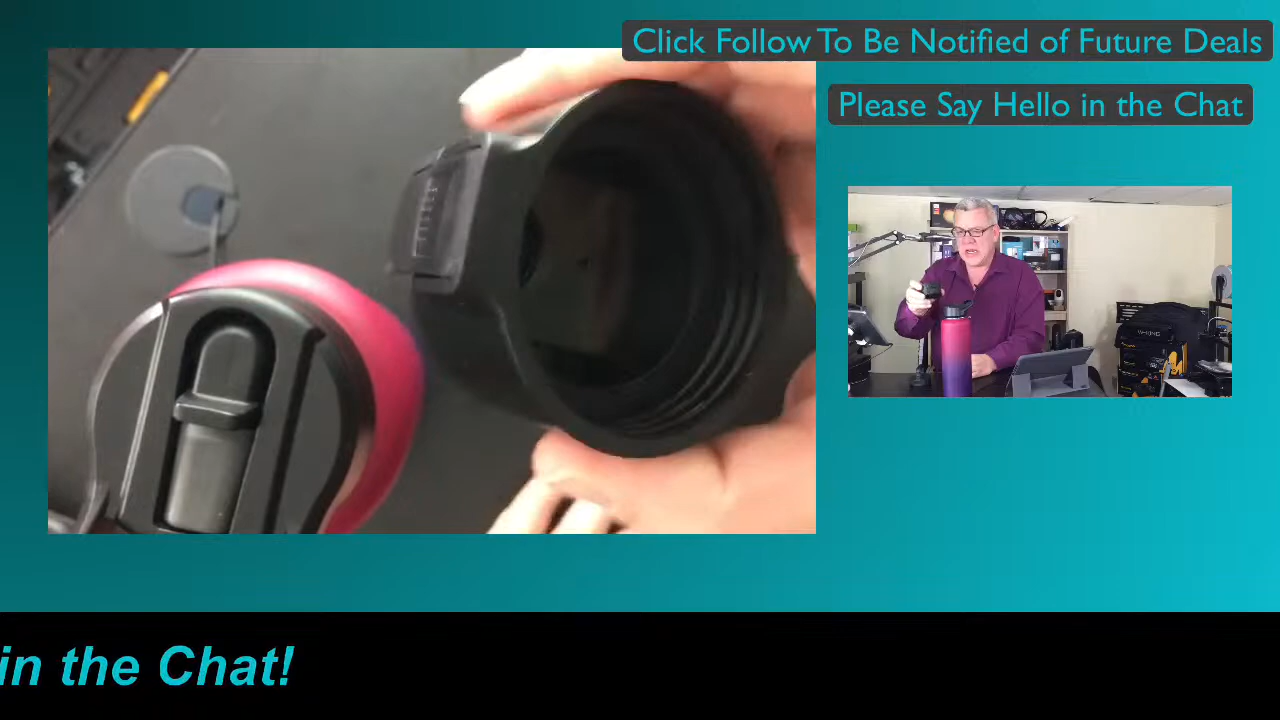 Click Follow To Be Notified of Future Deals
Please Say Hello in the Chat
in the Chat!